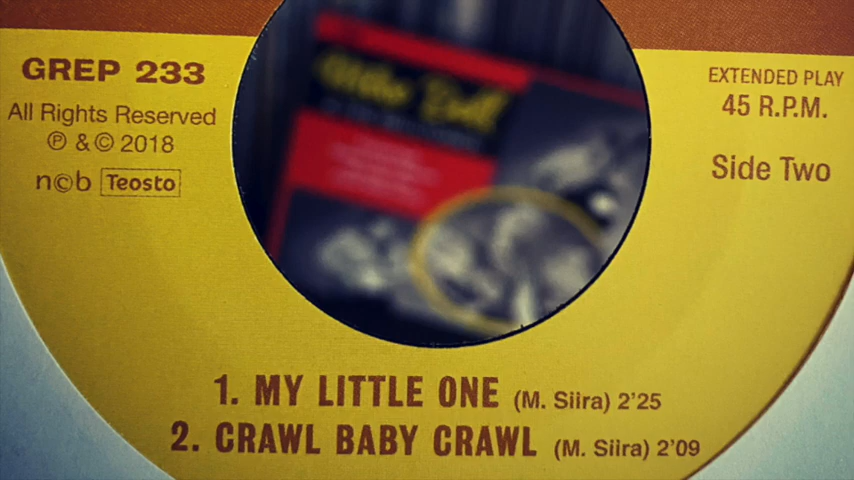 GREP 233
All Rights Reserved
℗ & © 2018
n©b Teosto
EXTENDED PLAY
45 R.P.M.
Side Two
1. MY LITTLE ONE (M. Siira) 2'25
2. CRAWL BABY CRAWL (M. Siira) 2'09